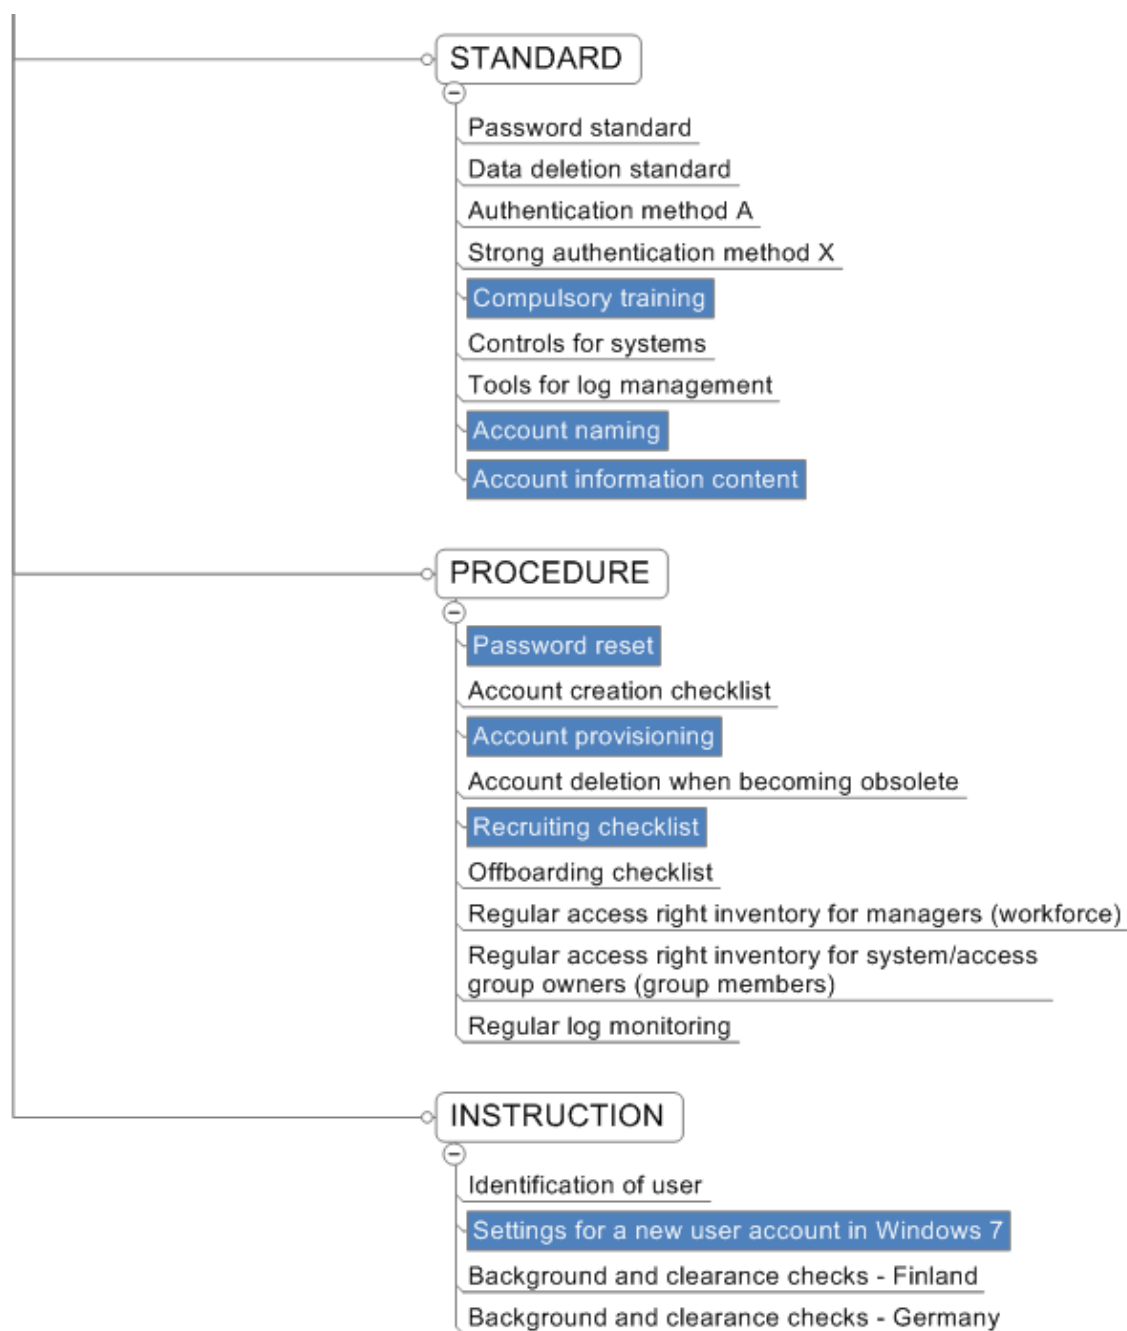 STANDARD
Password standard
Data deletion standard
Authentication method A
Strong authentication method X
Compulsory training
Controls for systems
Tools for log management
Account naming
Account information content
PROCEDURE
Password reset
Account creation checklist
Account provisioning
Account deletion when becoming obsolete
Recruiting checklist
Offboarding checklist
Regular access right inventory for managers (workforce)
Regular access right inventory for system/access
group owners (group members)
Regular log monitoring
INSTRUCTION
Identification of user
Settings for a new user account in Windows 7
Background and clearance checks - Finland
Background and clearance checks - Germany